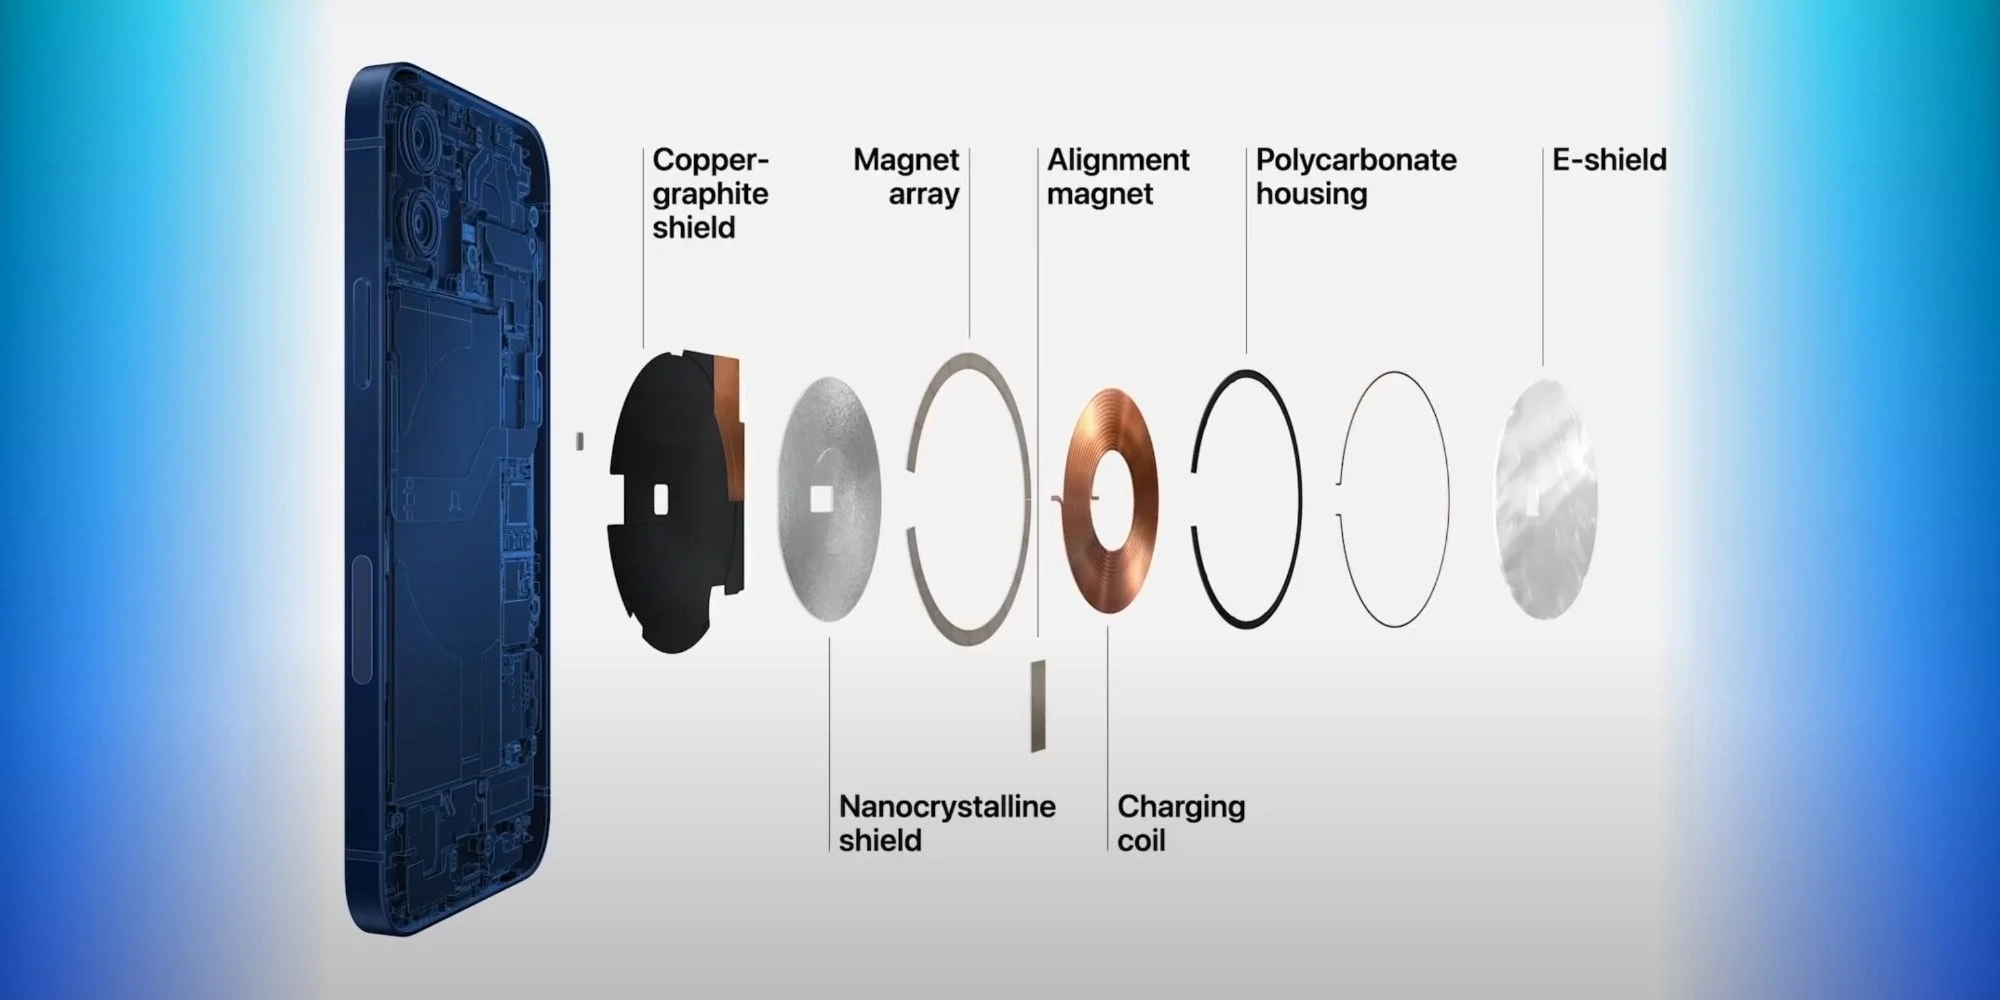 Copper-
graphite
shield
Magnet
array
Alignment
magnet
Polycarbonate
housing
E-shield
Nanocrystalline
shield
Charging
coil